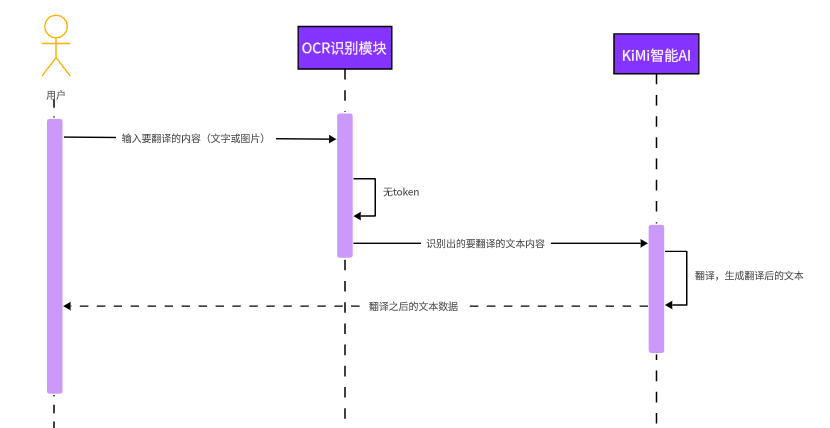 OCR识别模块
KiMi智能AI
用户
输入要翻译的内容（文字或图片）
无token
识别出的要翻译的文本内容
翻译，生成翻译后的文本
翻译之后的文本数据